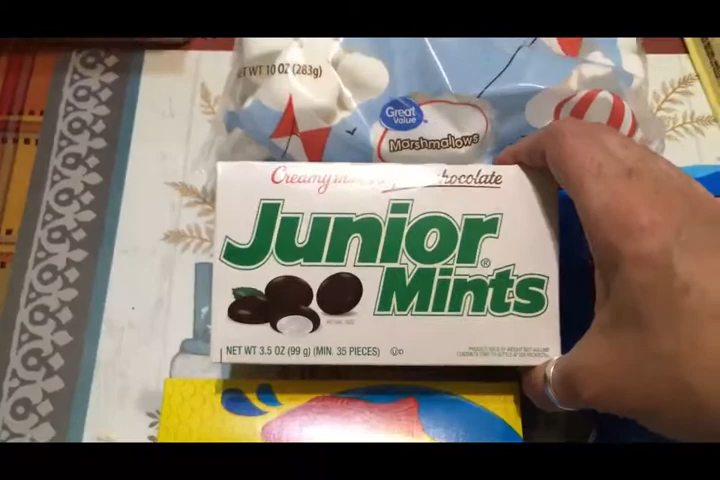 NET WT 10 OZ (283g)
Great
Value
Marshmallows
Creamy chocolate
Junior
Mints
®
NET WT 3.5 OZ (99 g) (MIN. 35 PIECES)